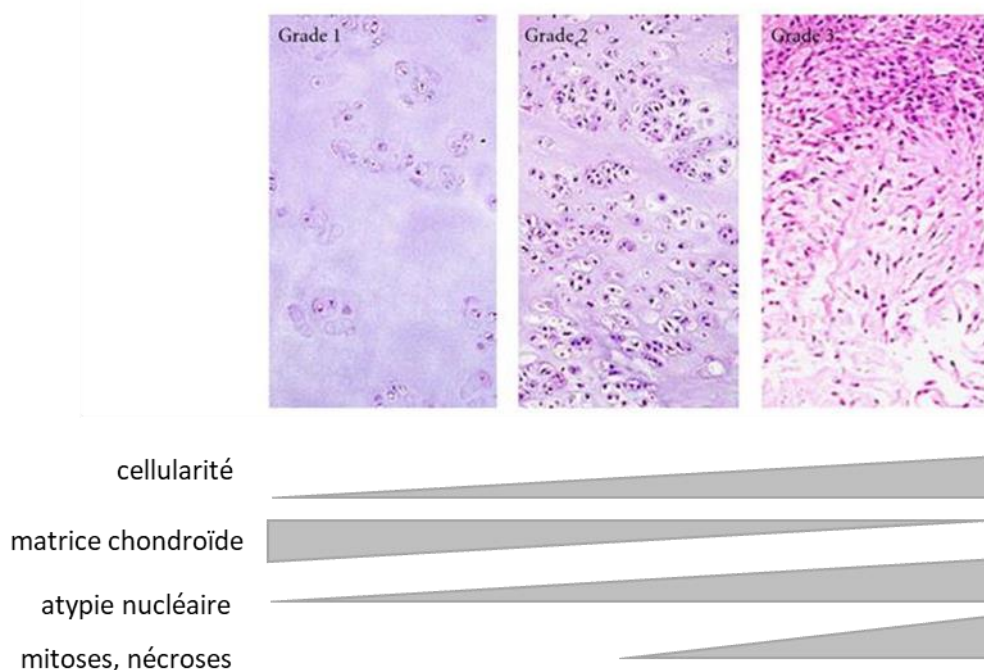 Grade 1
Grade 2
Grade 3
cellularité
matrice chondroïde
atypie nucléaire
mitoses, nécroses